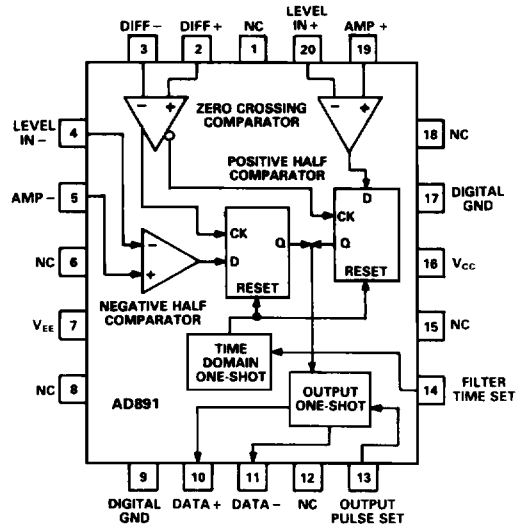 DIFF – DIFF + NC LEVEL IN + AMP +
3 2 1 20 19
– + – +
ZERO CROSSING
COMPARATOR
LEVEL
IN –
4
18 NC
POSITIVE HALF
COMPARATOR
D
CK
Q
RESET
AMP –
5
17
DIGITAL
GND
CK
Q
D
RESET
–
+
NC 6
16 VCC
NEGATIVE HALF
COMPARATOR
VEE 7
15 NC
TIME
DOMAIN
ONE-SHOT
OUTPUT
ONE-SHOT
NC 8
14
FILTER
TIME SET
AD891
9 10 11 12 13
DIGITAL
GND
DATA +
DATA –
NC
OUTPUT
PULSE SET